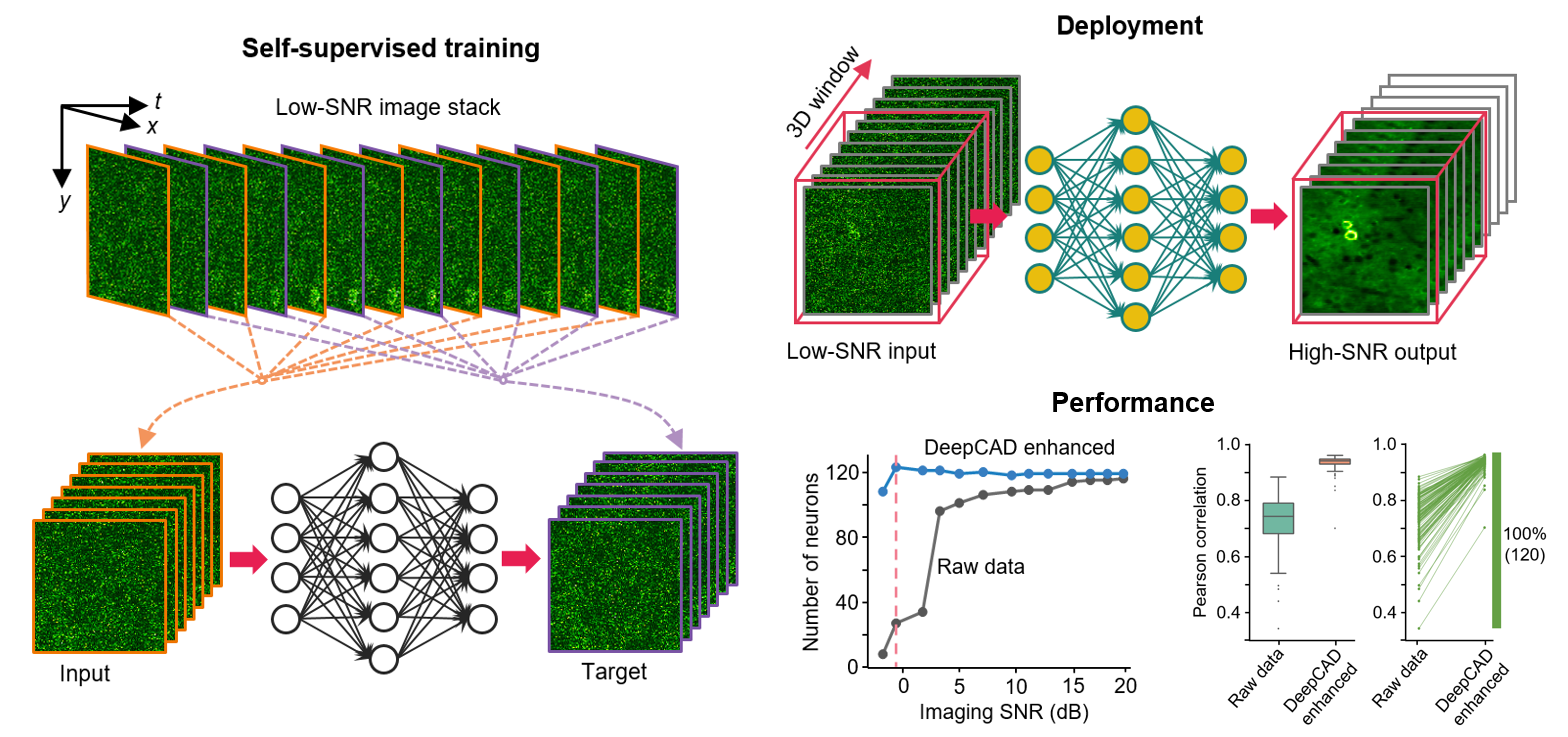 Self-supervised training
Low-SNR image stack
t
x
y
Input
Target
Deployment
3D window
Low-SNR input
High-SNR output
Performance
DeepCAD enhanced
Raw data
Number of neurons
120
80
40
0
0
5
10
15
20
Imaging SNR (dB)
Pearson correlation
1.0
0.8
0.6
0.4
Raw data
DeepCAD
enhanced
1.0
0.8
0.6
0.4
Raw data
DeepCAD
enhanced
100%
(120)